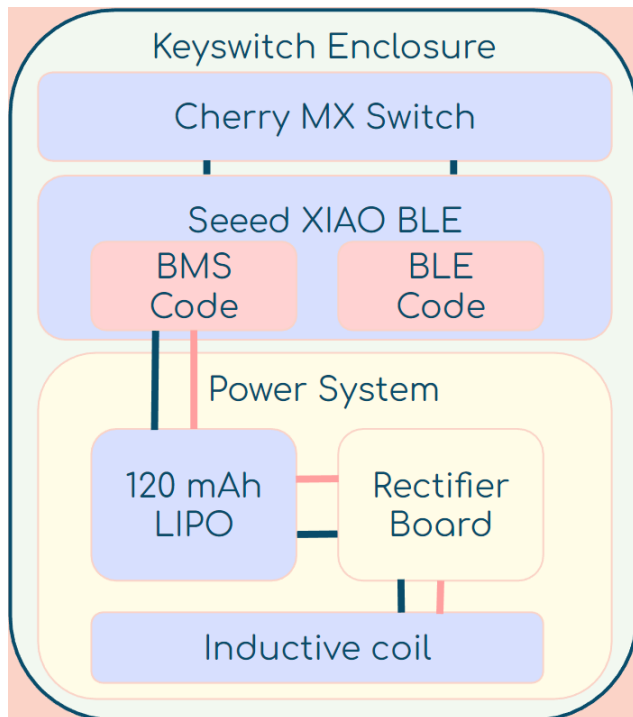 Keyswitch Enclosure
Cherry MX Switch
Seeed XIAO BLE
BMS
Code
BLE
Code
Power System
120 mAh
LIPO
Rectifier
Board
Inductive coil